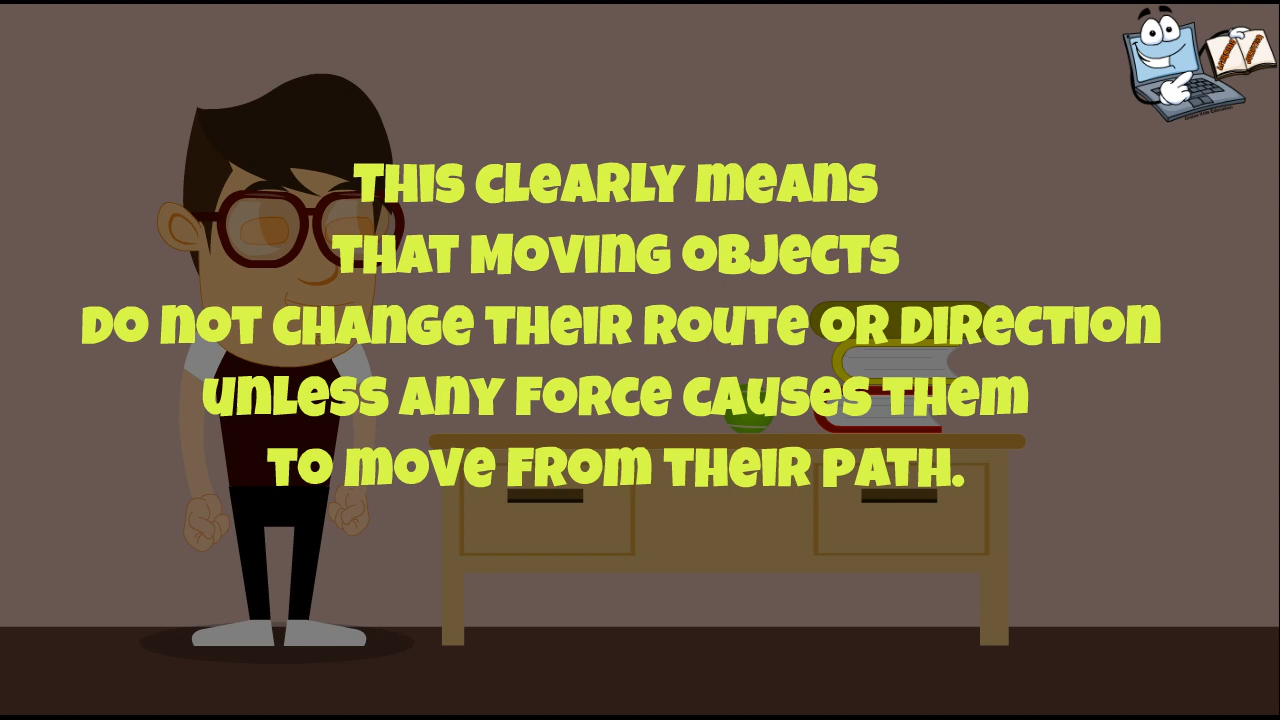 This clearly means
that moving objects
do not change their route or direction
unless any force causes them
to move from their path.